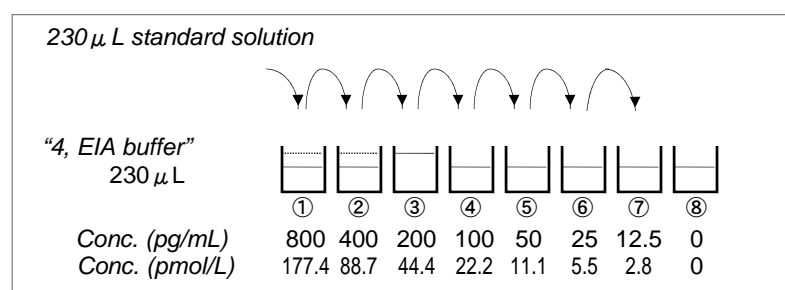 230 μ L standard solution
“4, EIA buffer”
230 μ L
① ② ③ ④ ⑤ ⑥ ⑦ ⑧
Conc. (pg/mL) 800 400 200 100 50 25 12.5 0
Conc. (pmol/L) 177.4 88.7 44.4 22.2 11.1 5.5 2.8 0